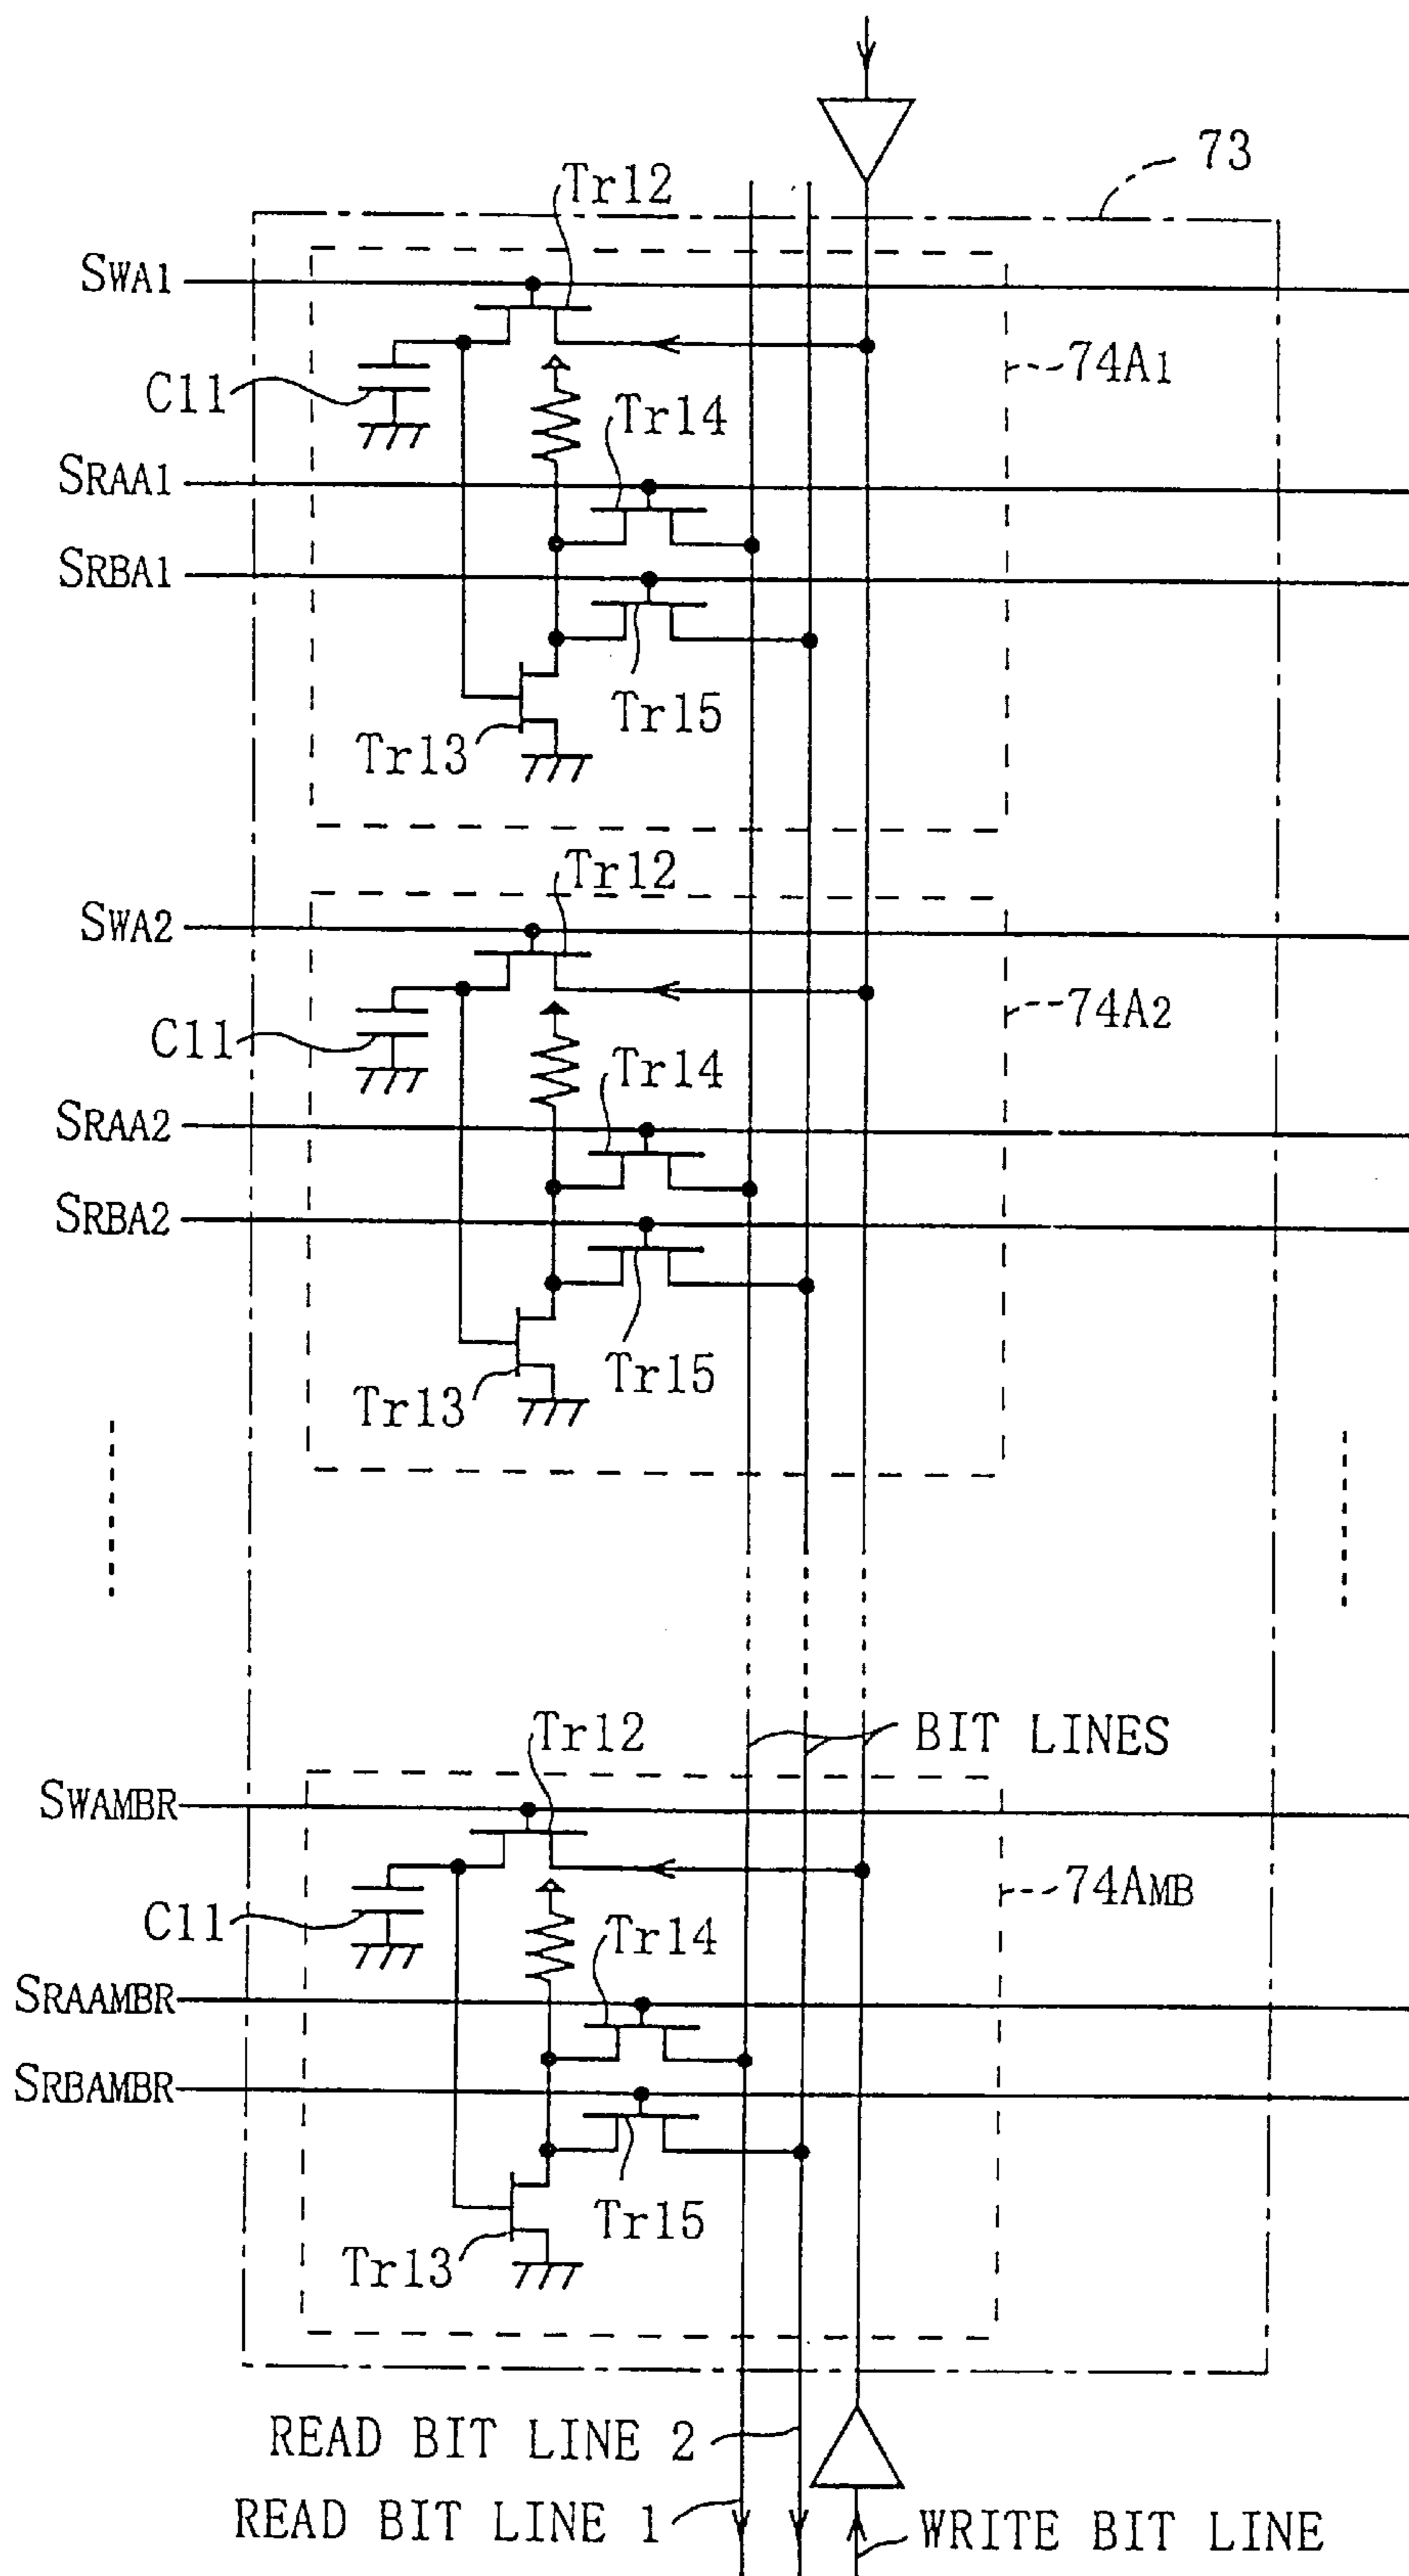 73
Tr12
SWA1
74A1
C11
Tr14
SRAA1
SRBA1
Tr15
Tr13
Tr12
SWA2
74A2
C11
Tr14
SRAA2
SRBA2
Tr15
Tr13
BIT LINES
Tr12
SWAMBR
74AMB
C11
Tr14
SRAAMBR
SRBAMBR
Tr15
Tr13
READ BIT LINE 2
READ BIT LINE 1
WRITE BIT LINE